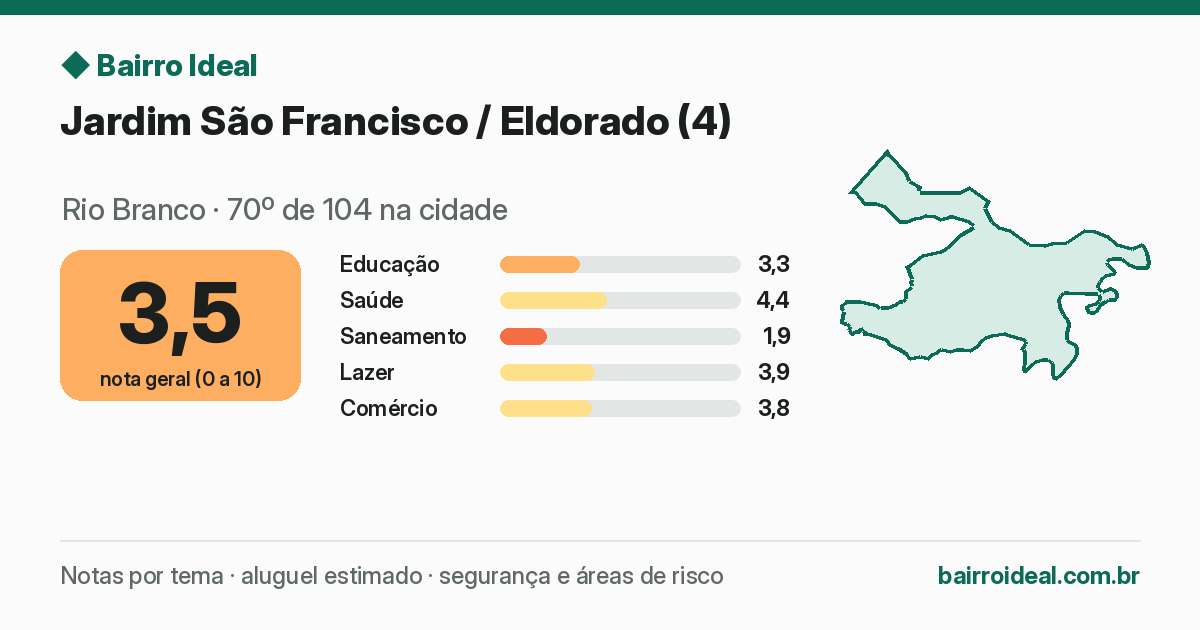 Bairro Ideal
Jardim São Francisco / Eldorado (4)
Rio Branco · 70º de 104 na cidade
3,5
nota geral (0 a 10)
Educação 3,3
Saúde 4,4
Saneamento 1,9
Lazer 3,9
Comércio 3,8
Notas por tema · aluguel estimado · segurança e áreas de risco
bairroideal.com.br